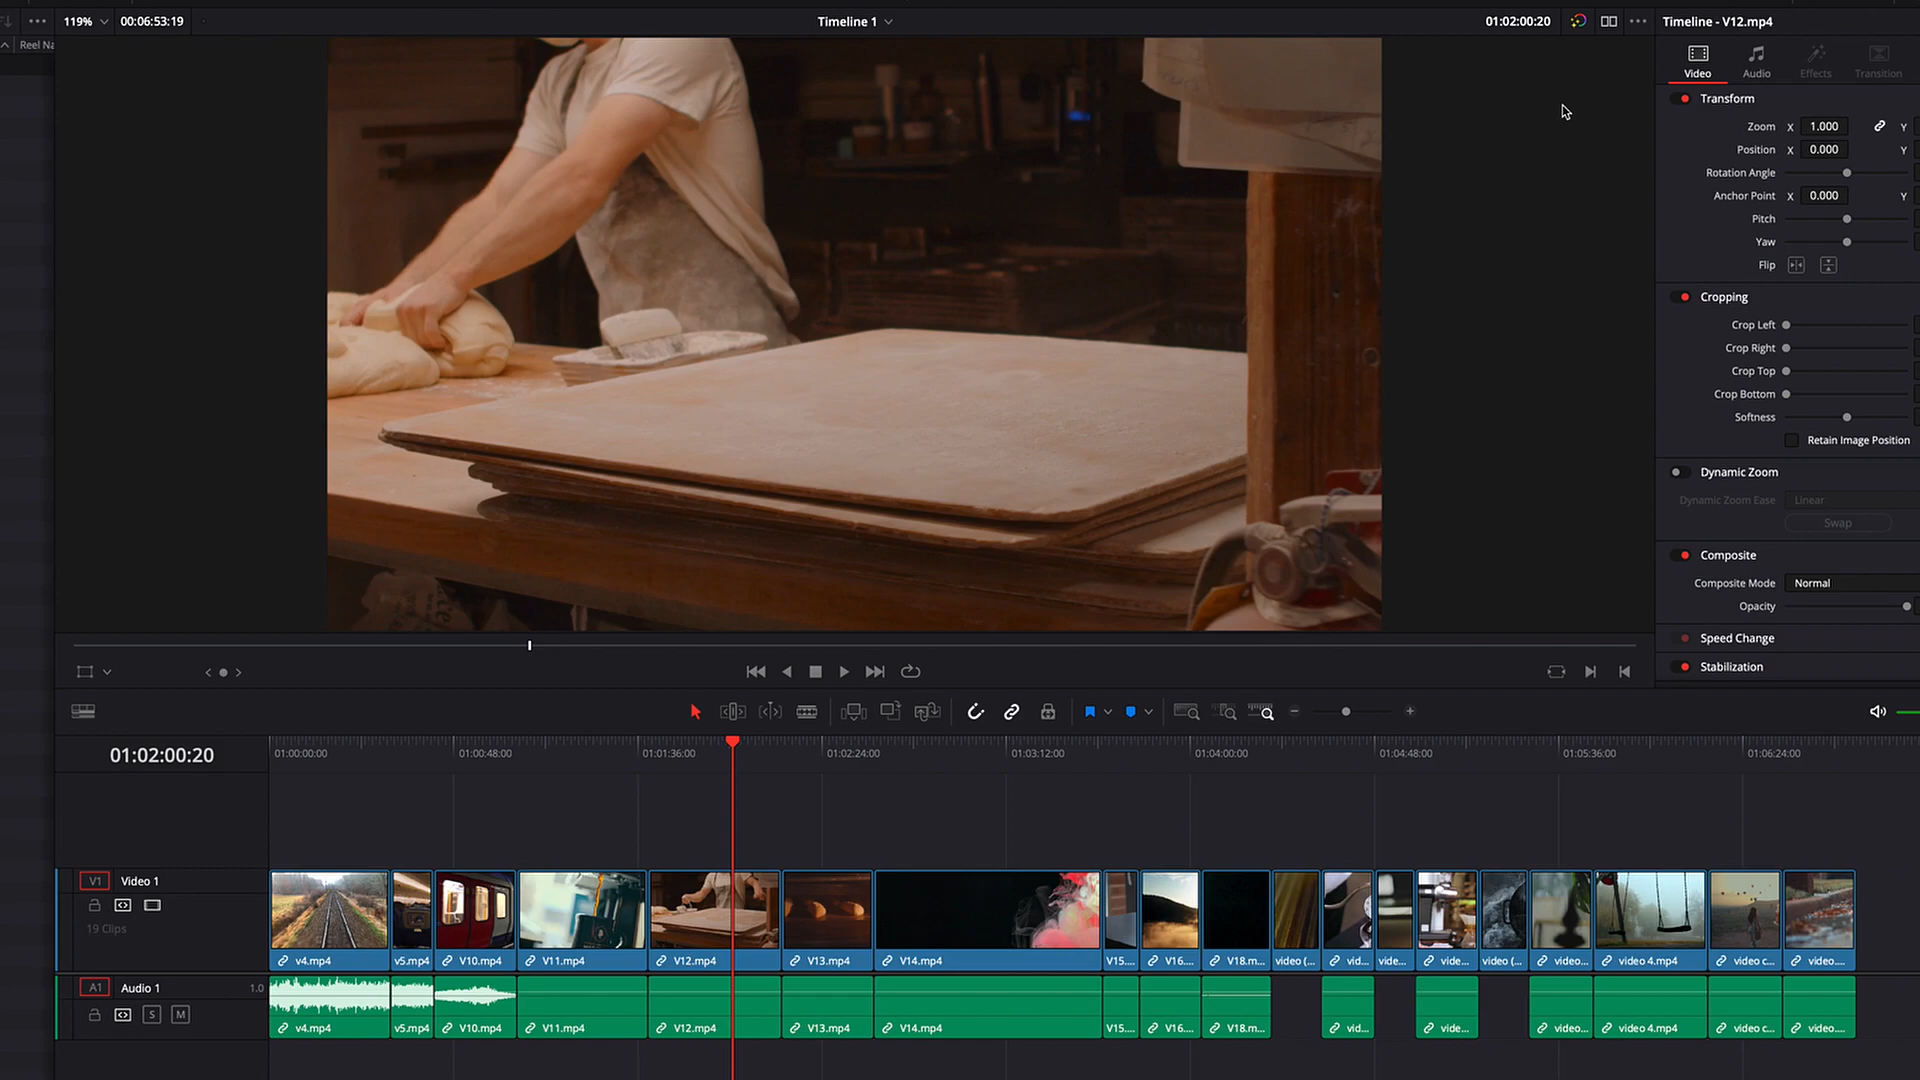 119% 00:06:53:19 Timeline 1 01:02:00:20 Timeline - V12.mp4
Reel Na
Video Audio Effects Transition
Transform
Zoom X 1.000 Y
Position X 0.000 Y
Rotation Angle
Anchor Point X 0.000 Y
Pitch
Yaw
Flip
Cropping
Crop Left
Crop Right
Crop Top
Crop Bottom
Softness
Retain Image Position
Dynamic Zoom
Dynamic Zoom Ease Linear
Swap
Composite
Composite Mode Normal
Opacity
Speed Change
Stabilization
01:02:00:20 01:00:00:00 01:00:48:00 01:01:36:00 01:02:24:00 01:03:12:00 01:04:00:00 01:04:48:00 01:05:36:00 01:06:24:00
V1 Video 1
19 Clips
v4.mp4 v5.mp4 V10.mp4 V11.mp4 V12.mp4 V13.mp4 V14.mp4 V15.... V16.... V18.m... video (... vid... vide... vide... video (... video... video 4.mp4 video c... video....
A1 Audio 1 1.0
S M
v4.mp4 v5.mp4 V10.mp4 V11.mp4 V12.mp4 V13.mp4 V14.mp4 V15.... V16.... V18.m... vid... vide... video... video 4.mp4 video c... video....